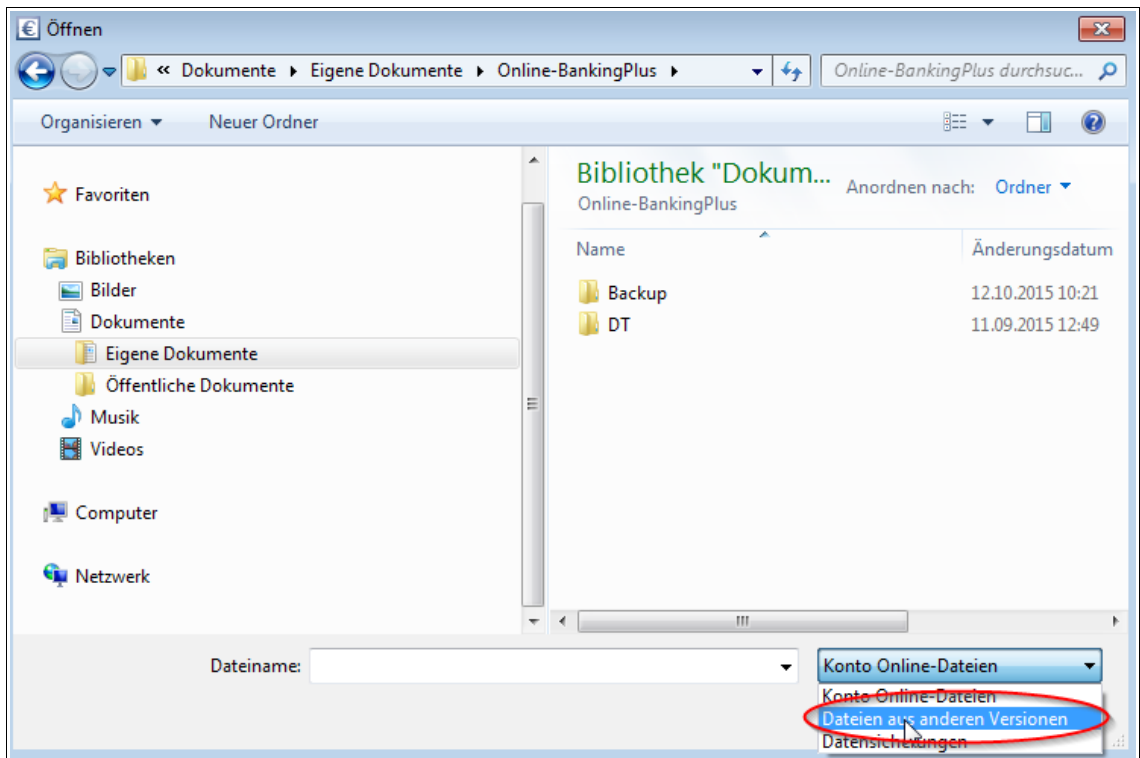 Öffnen
« Dokumente Eigene Dokumente Online-BankingPlus
Online-BankingPlus durchsuc...
Organisieren Neuer Ordner
Favoriten
Bibliotheken
Bilder
Dokumente
Eigene Dokumente
Öffentliche Dokumente
Musik
Videos
Computer
Netzwerk
Bibliothek "Dokum...
Online-BankingPlus
Anordnen nach: Ordner
Name Änderungsdatum
Backup 12.10.2015 10:21
DT 11.09.2015 12:49
Dateiname:
Konto Online-Dateien
Konto Online-Dateien
Dateien aus anderen Versionen
Datensicherungen